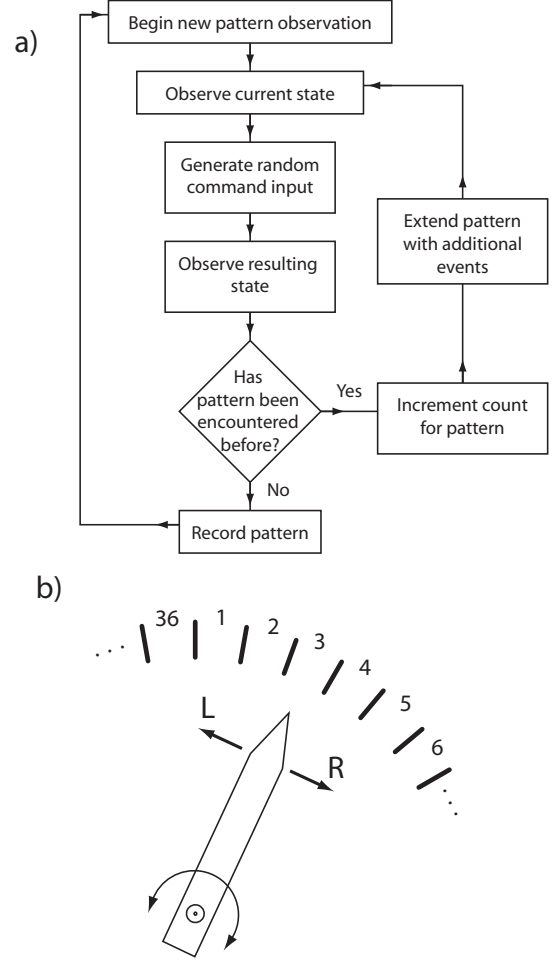 a)
Begin new pattern observation
Observe current state
Generate random
command input
Observe resulting
state
Has
pattern been
encountered
before?
Yes
No
Increment count
for pattern
Extend pattern
with additional
events
Record pattern
b)
36 1 2 3 4 5 6
L
R